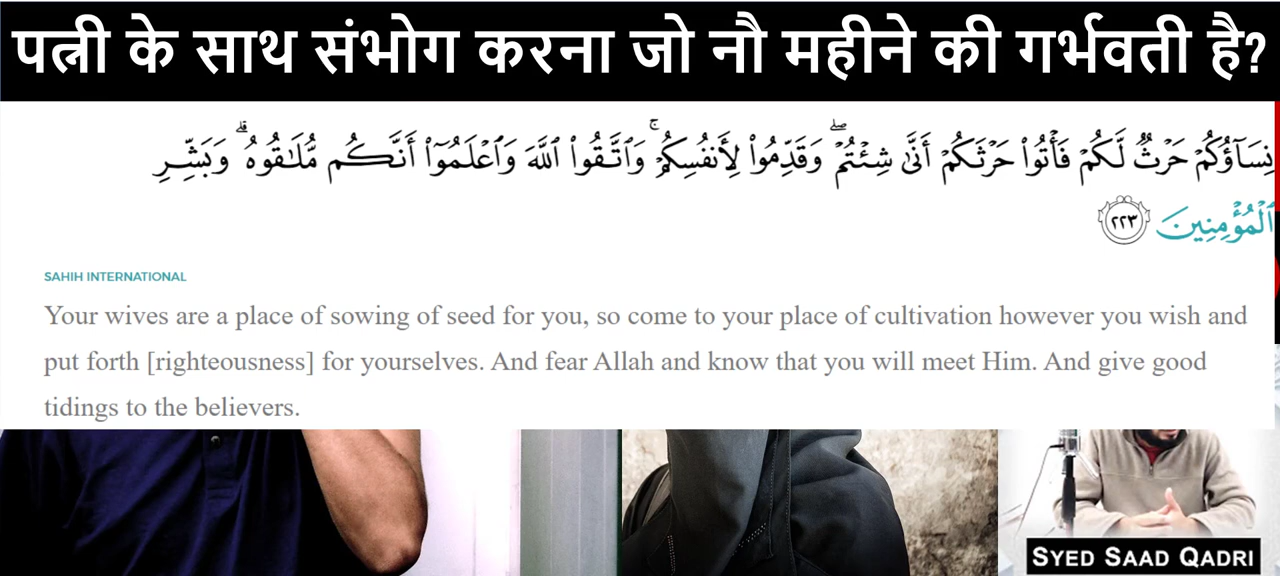 पत्नी के साथ संभोग करना जो नौ महीने की गर्भवती है?
نِسَآؤُكُمْ حَرْثٌ لَّكُمْ فَأْتُوا۟ حَرْثَكُمْ أَنَّىٰ شِئْتُمْ ۖ وَقَدِّمُوا۟ لِأَنفُسِكُمْ ۚ وَٱتَّقُوا۟ ٱللَّهَ وَٱعْلَمُوٓا۟ أَنَّكُم مُّلَـٰقُوهُ ۗ وَبَشِّرِ
ٱلْمُؤْمِنِينَ ٢٢٣
SAHIH INTERNATIONAL
Your wives are a place of sowing of seed for you, so come to your place of cultivation however you wish and
put forth [righteousness] for yourselves. And fear Allah and know that you will meet Him. And give good
tidings to the believers.
SYED SAAD QADRI